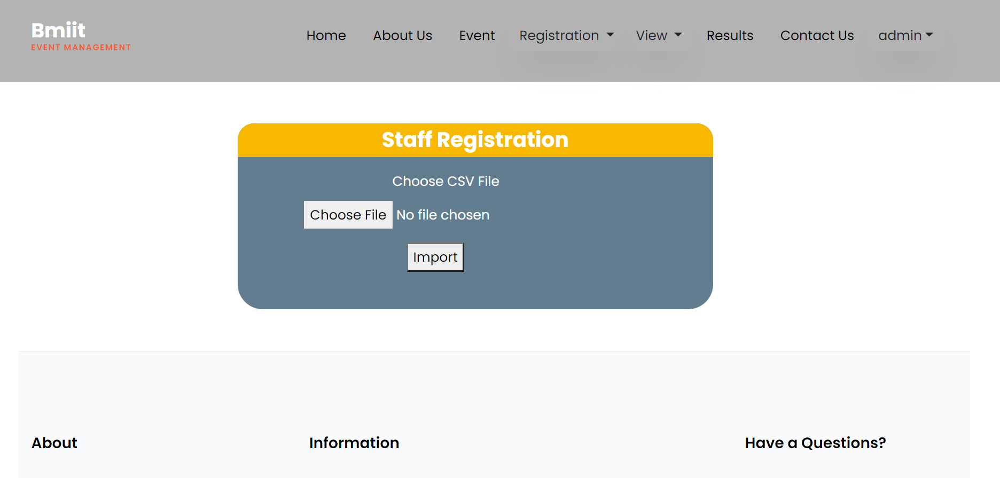 Bmiit
EVENT MANAGEMENT
Home About Us Event Registration View Results Contact Us admin
Staff Registration
Choose CSV File
Choose File No file chosen
Import
About Information Have a Questions?